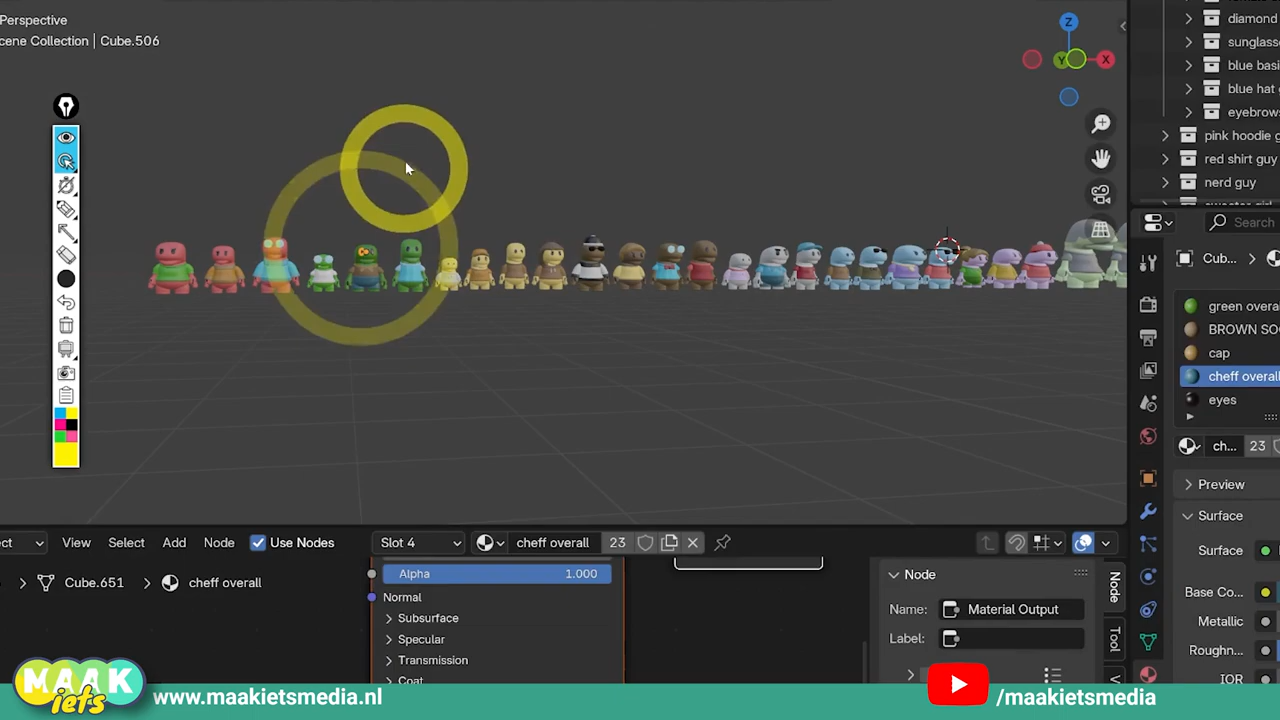 Perspective
cene Collection | Cube.506
Z
Y
X
diamond
sunglass
blue basi
blue hat g
eyebrows
pink hoodie g
red shirt guy
nerd guy
Search
Cub...
green overa
BROWN SO
cap
cheff overall
eyes
ch...
23
Preview
Surface
Surface
Base Co...
Metallic
Roughn...
IOR
ect
View
Select
Add
Node
Use Nodes
Slot 4
cheff overall
23
Cube.651
cheff overall
Alpha
1.000
Normal
Subsurface
Specular
Transmission
Coat
Node
Name:
Material Output
Label:
Node
Tool
V
MAAK
iets
www.maakietsmedia.nl
/maakietsmedia